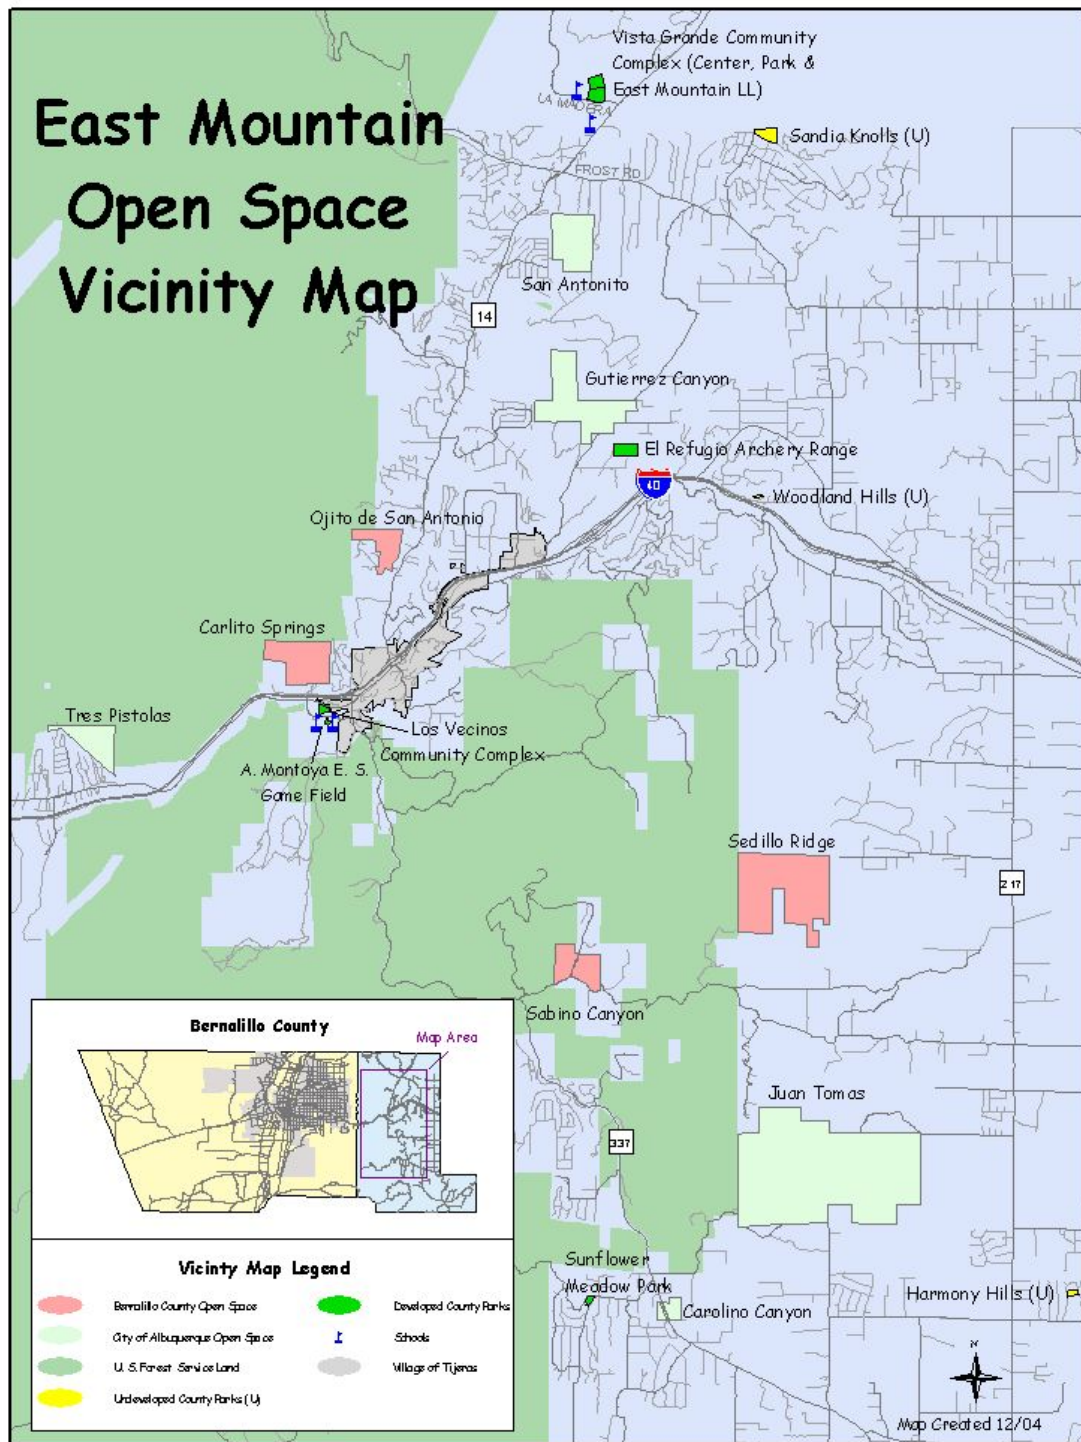 East Mountain
Open Space
Vicinity Map
Vista Grande Community
Complex (Center, Park &
East Mountain LL)
LA MADERA
Sandia Knolls (U)
FROST RD
San Antonito
14
Gutierrez Canyon
El Refugio Archery Range
40
Woodland Hills (U)
Ojito de San Antonio
Carlito Springs
Tres Pistolas
Los Vecinos
Community Complex
A. Montoya E. S.
Game Field
Sedillo Ridge
217
Sabino Canyon
Bernalillo County
Map Area
Juan Tomas
337
Vicinty Map Legend
Bernalillo County Open Space
City of Albuquerque Open Space
U. S. Forest Service Land
Undeveloped County Parks (U)
Developed County Parks
Schools
Village of Tijeras
Sunflower
Meadow Park
Carolino Canyon
Harmony Hills (U)
N
Map Created 12/04